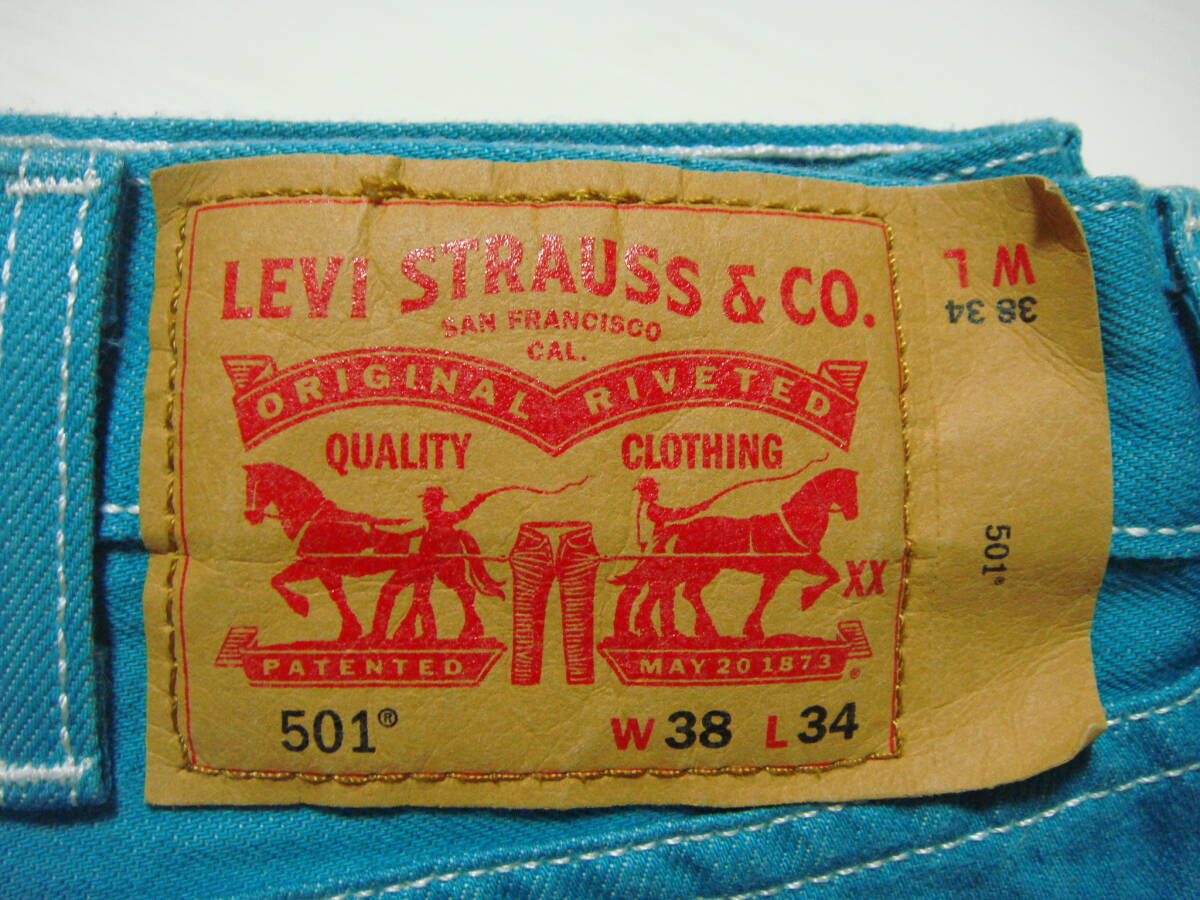 LEVI STRAUSS & CO.
SAN FRANCISCO
CAL.
ORIGINAL RIVETED
QUALITY CLOTHING
XX
PATENTED MAY 20 1873 ®
501® W 38 L 34
W L
38 34
501®